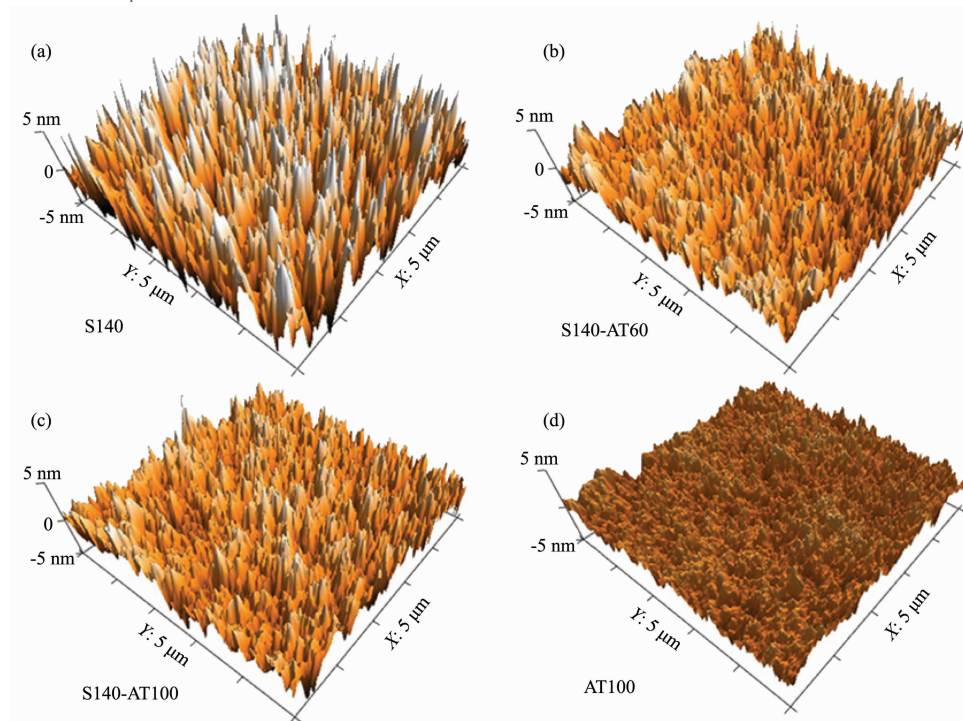 (a)
5 nm
0
-5 nm
Y: 5 μm
X: 5 μm
S140
(b)
5 nm
0
-5 nm
Y: 5 μm
X: 5 μm
S140-AT60
(c)
5 nm
0
-5 nm
Y: 5 μm
X: 5 μm
S140-AT100
(d)
5 nm
-5 nm
Y: 5 μm
X: 5 μm
AT100